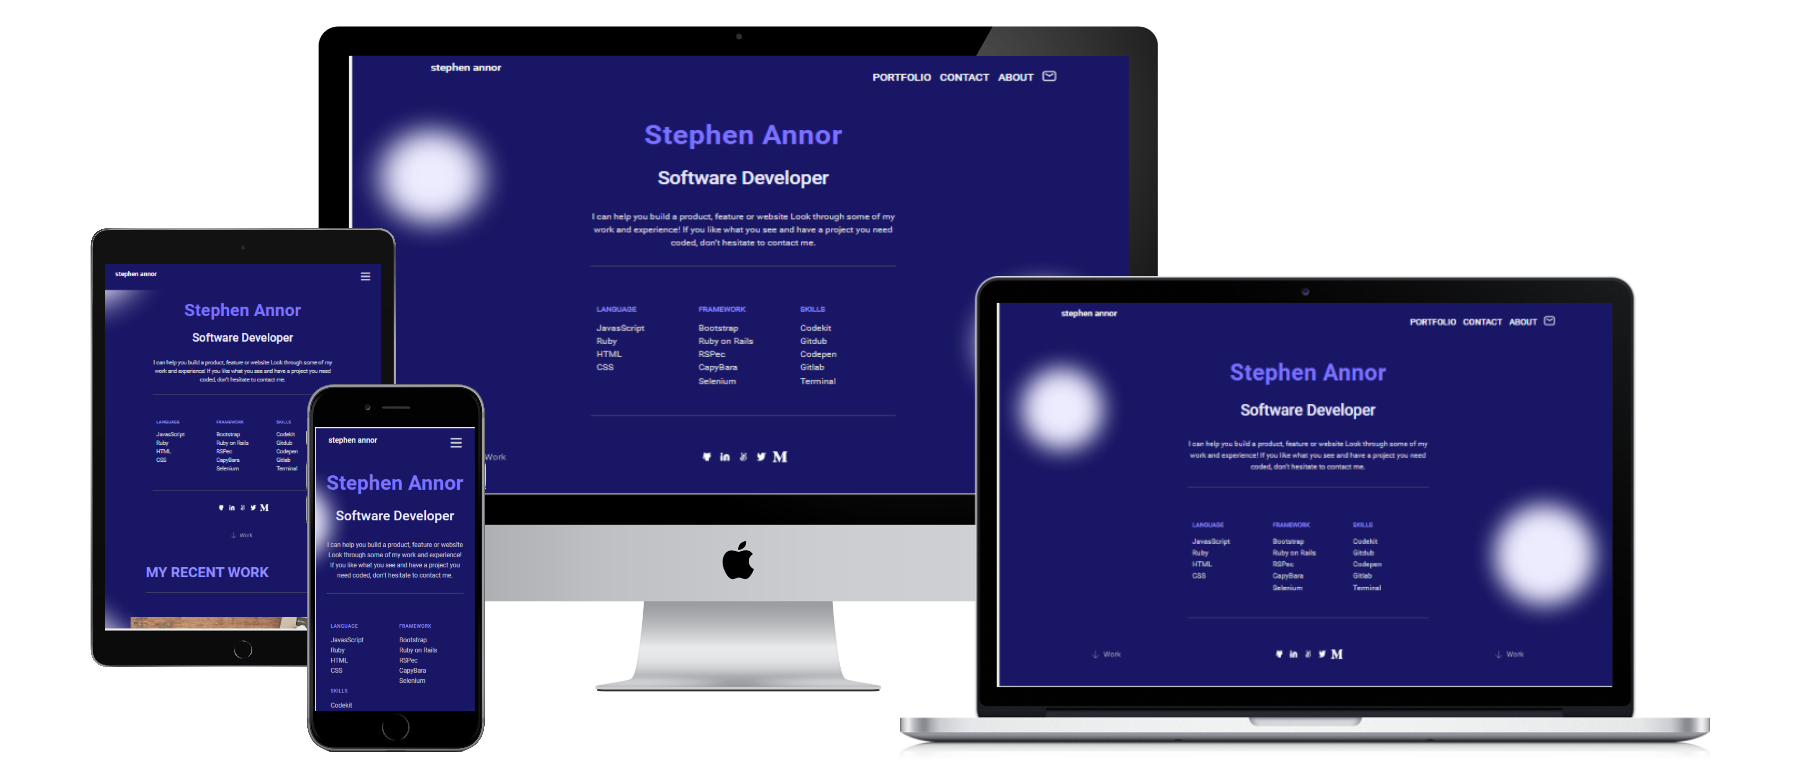 stephen annor
PORTFOLIO CONTACT ABOUT
Stephen Annor
Software Developer
I can help you build a product, feature or website Look through some of my
work and experience! If you like what you see and have a project you need
coded, don't hesitate to contact me.
LANGUAGE FRAMEWORK SKILLS
JavasScript Bootstrap Codekit
Ruby Ruby on Rails Gitdub
HTML RSPec Codepen
CSS CapyBara Gitlab
Selenium Terminal
Work
in M
stephen annor
Stephen Annor
Software Developer
I can help you build a product, feature or website Look through some of my
work and experience! If you like what you see and have a project you need
coded, don't hesitate to contact me.
LANGUAGE FRAMEWORK SKILLS
JavasScript Bootstrap Codekit
Ruby Ruby on Rails Gitdub
HTML RSPec Codepen
CSS CapyBara Gitlab
Selenium Terminal
in M
↓ Work
MY RECENT WORK
stephen annor
Stephen Annor
Software Developer
I can help you build a product, feature or website
Look through some of my work and experience!
If you like what you see and have a project you
need coded, don't hesitate to contact me.
LANGUAGE FRAMEWORK
JavasScript Bootstrap
Ruby Ruby on Rails
HTML RSPec
CSS CapyBara
Selenium
SKILLS
Codekit
stephen annor
PORTFOLIO CONTACT ABOUT
Stephen Annor
Software Developer
I can help you build a product, feature or website Look through some of my
work and experience! If you like what you see and have a project you need
coded, don't hesitate to contact me.
LANGUAGE FRAMEWORK SKILLS
JavasScript Bootstrap Codekit
Ruby Ruby on Rails Gitdub
HTML RSPec Codepen
CSS CapyBara Gitlab
Selenium Terminal
↓ Work in M ↓ Work